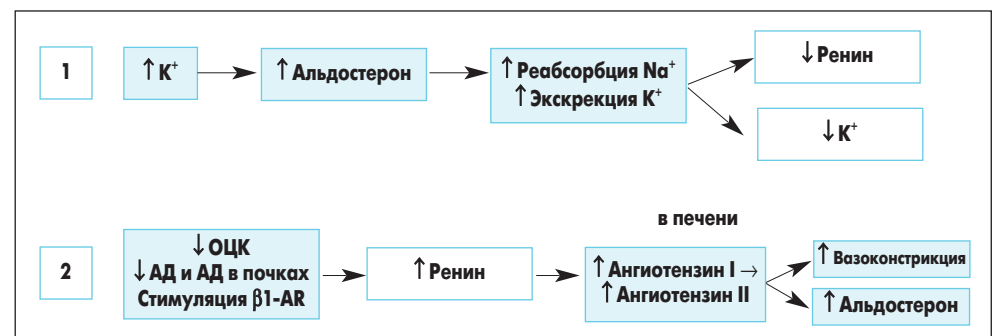 1
↑K⁺
↑Альдостерон
↑Реабсорбция Na⁺
↑Экскрекция K⁺
↓Ренин
↓K⁺
в печени
2
↓ОЦК
↓АД и АД в почках
Стимуляция β1-AR
↑Ренин
↑Ангиотензин I →
↑Ангиотензин II
↑Вазоконстрикция
↑Альдостерон